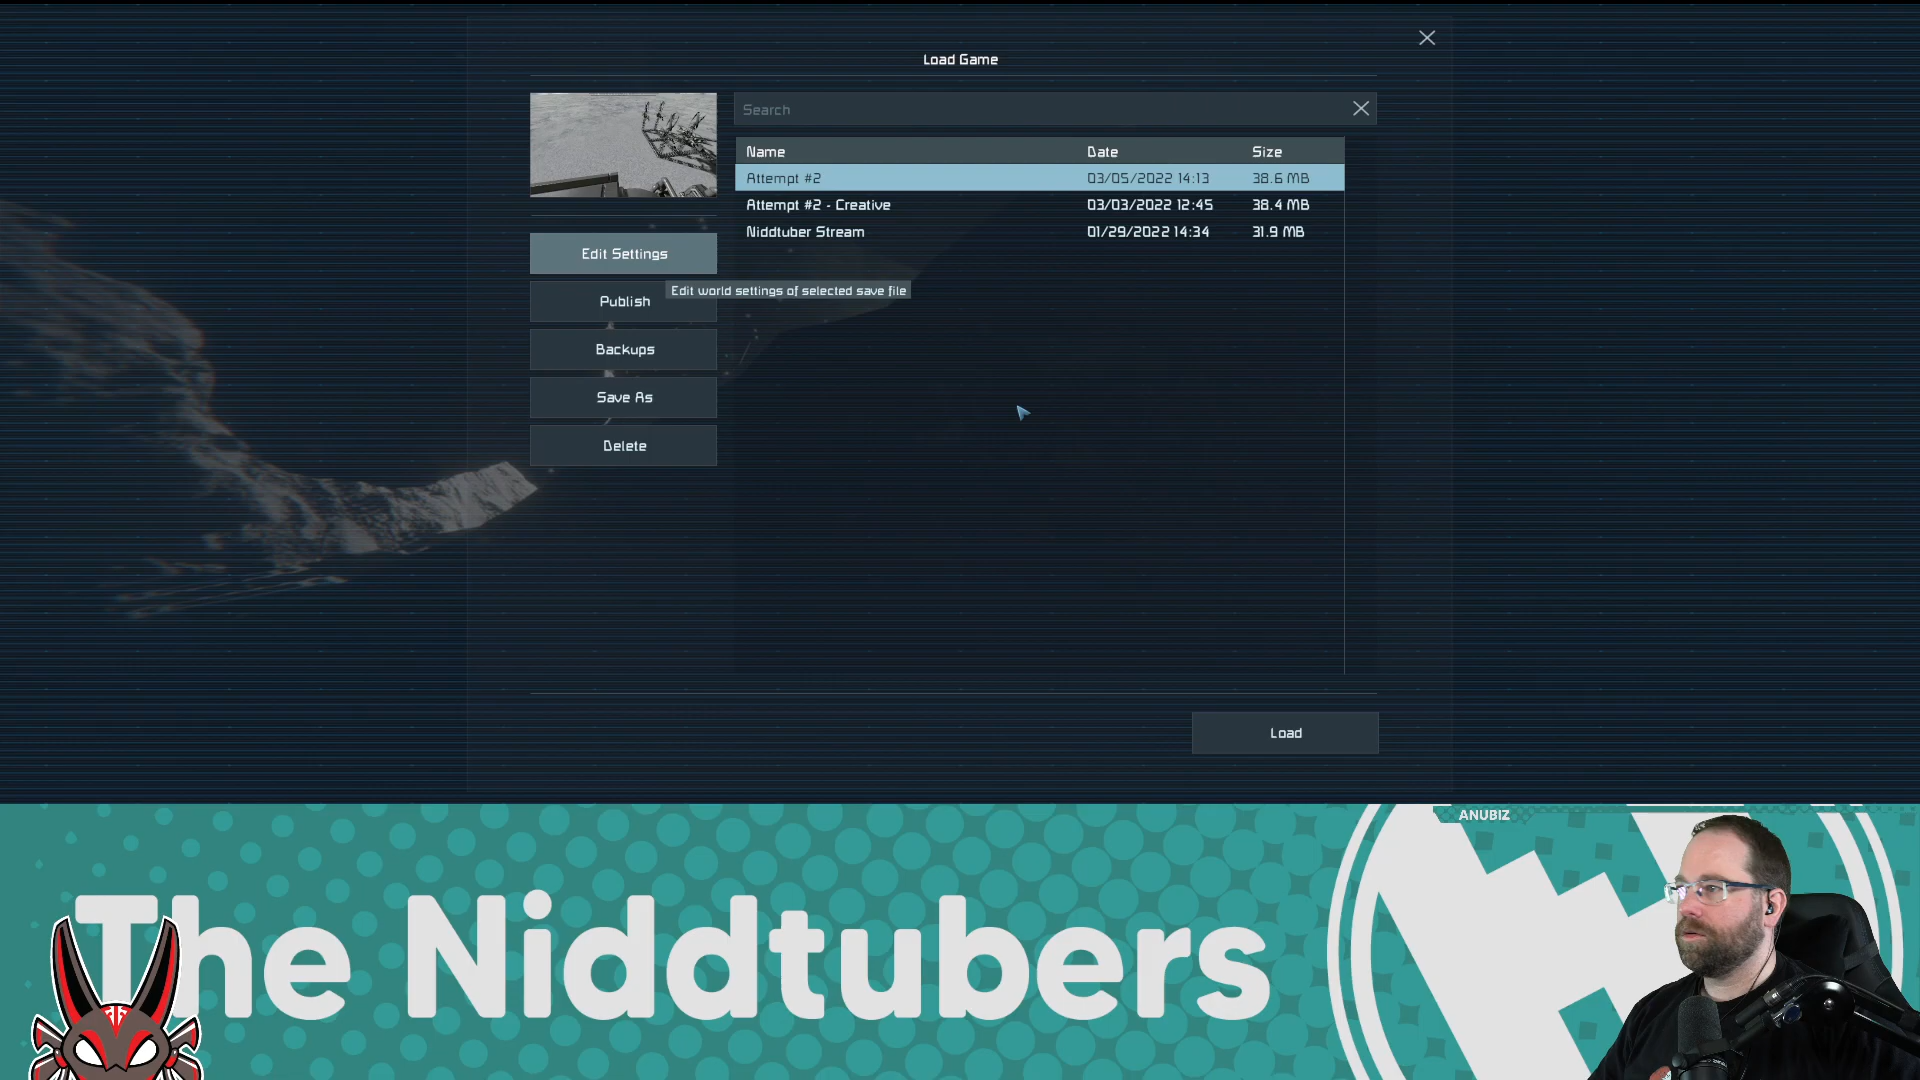 Load Game
Search
Name Date Size
Attempt #2 03/05/2022 14:13 38.6 MB
Attempt #2 - Creative 03/03/2022 12:45 38.4 MB
Niddtuber Stream 01/29/2022 14:34 31.9 MB
Edit Settings
Edit world settings of selected save file
Publish
Backups
Save As
Delete
Load
ANUBIZ
The Niddtubers